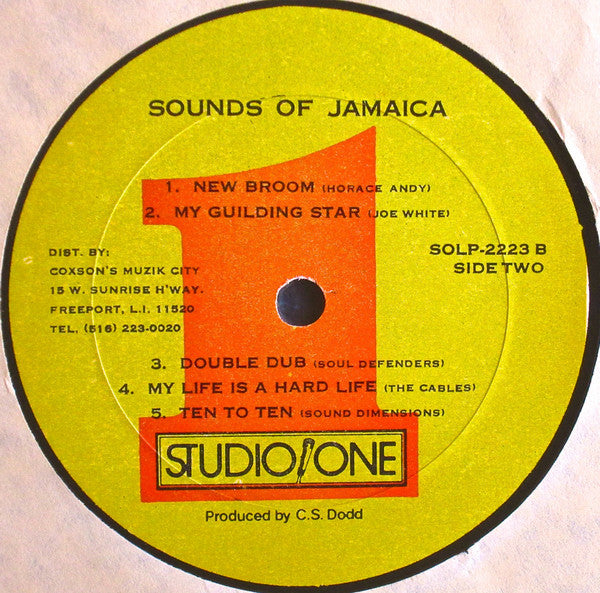 SOUNDS OF JAMAICA
1. NEW BROOM (HORACE ANDY)
2. MY GUILDING STAR (JOE WHITE)
DIST. BY:
COXSON'S MUZIK CITY
15 W. SUNRISE H'WAY.
FREEPORT, L.I. 11520
TEL. (516) 223-0020
SOLP-2223 B
SIDE TWO
3. DOUBLE DUB (SOUL DEFENDERS)
4. MY LIFE IS A HARD LIFE (THE CABLES)
5. TEN TO TEN (SOUND DIMENSIONS)
STUDIO ONE
Produced by C.S. Dodd